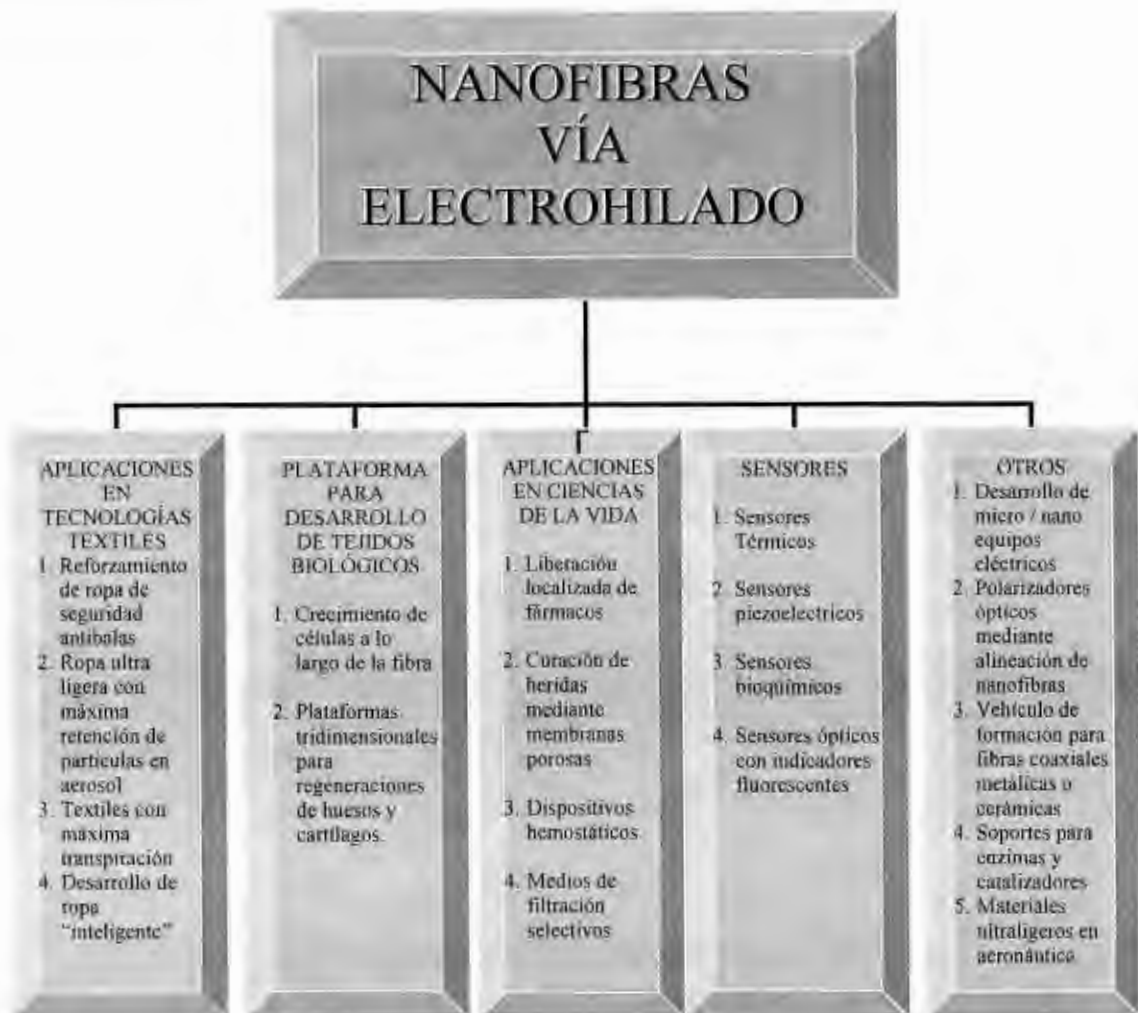 NANOFIBRAS
VÍA
ELECTROHILADO
APLICACIONES
EN
TECNOLOGÍAS
TEXTILES
1. Reforzamiento
de ropa de
seguridad
antibalas
2. Ropa ultra
ligera con
máxima
retención de
partículas en
aerosol
3. Textiles con
máxima
transpiración
4. Desarrollo de
ropa
"inteligente"
PLATAFORMA
PARA
DESARROLLO
DE TEJIDOS
BIOLÓGICOS
1. Crecimiento de
células a lo
largo de la fibra
2. Plataformas
tridimensionales
para
regeneraciones
de huesos y
cartílagos.
APLICACIONES
EN CIENCIAS
DE LA VIDA
1. Liberación
localizada de
fármacos
2. Curación de
heridas
mediante
membranas
porosas
3. Dispositivos
hemostáticos
4. Medios de
filtración
selectivos
SENSORES
1. Sensores
Térmicos
2. Sensores
piezoelectricos
3. Sensores
bioquímicos
4. Sensores ópticos
con indicadores
fluorescentes
OTROS
1. Desarrollo de
micro / nano
equipos
eléctricos
2. Polarizadores
ópticos
mediante
alineación de
nanofibras
3. Vehículo de
formación para
fibras coaxiales
metálicas o
cerámicas
4. Soportes para
enzimas y
catalizadores
5. Materiales
ultraligeros en
aeronáutica